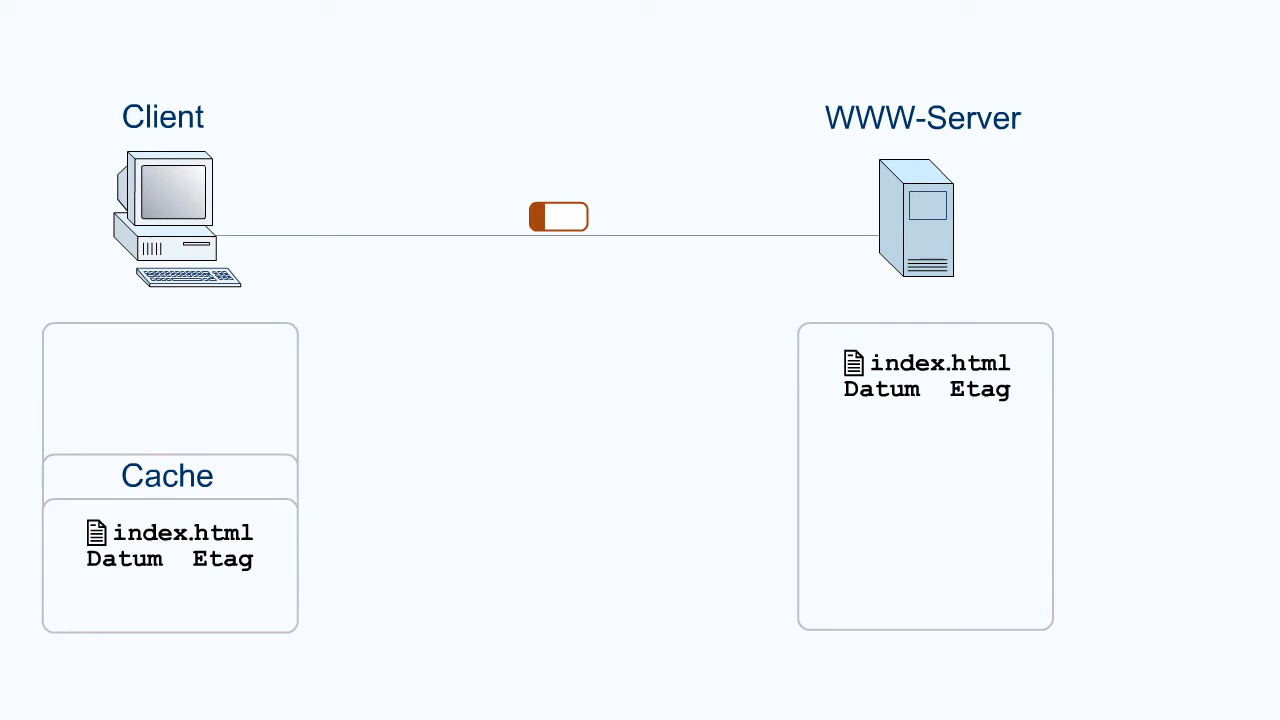 Client
WWW-Server
index.html
Datum Etag
Cache
index.html
Datum Etag